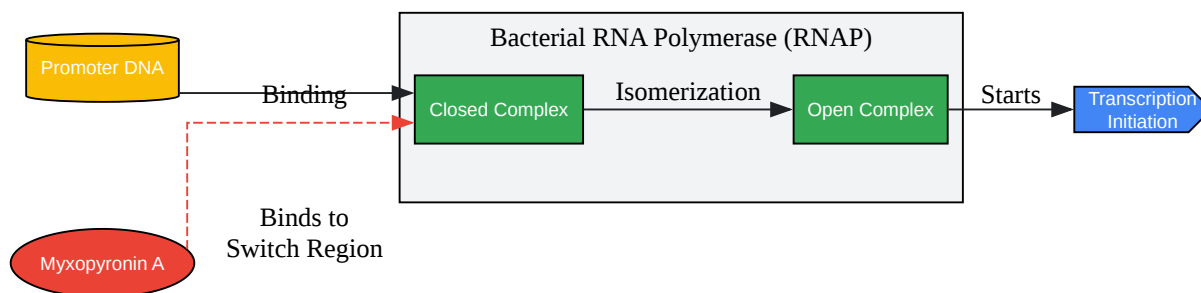 Bacterial RNA Polymerase (RNAP)
Promoter DNA
Binding
Closed Complex
Isomerization
Open Complex
Starts
Transcription
Initiation
Binds to
Switch Region
Myxopyronin A